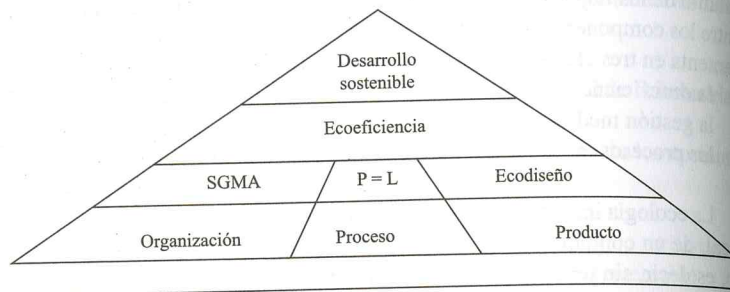 Desarrollo
sostenible
Ecoeficiencia
SGMA
P = L
Ecodiseño
Organización
Proceso
Producto